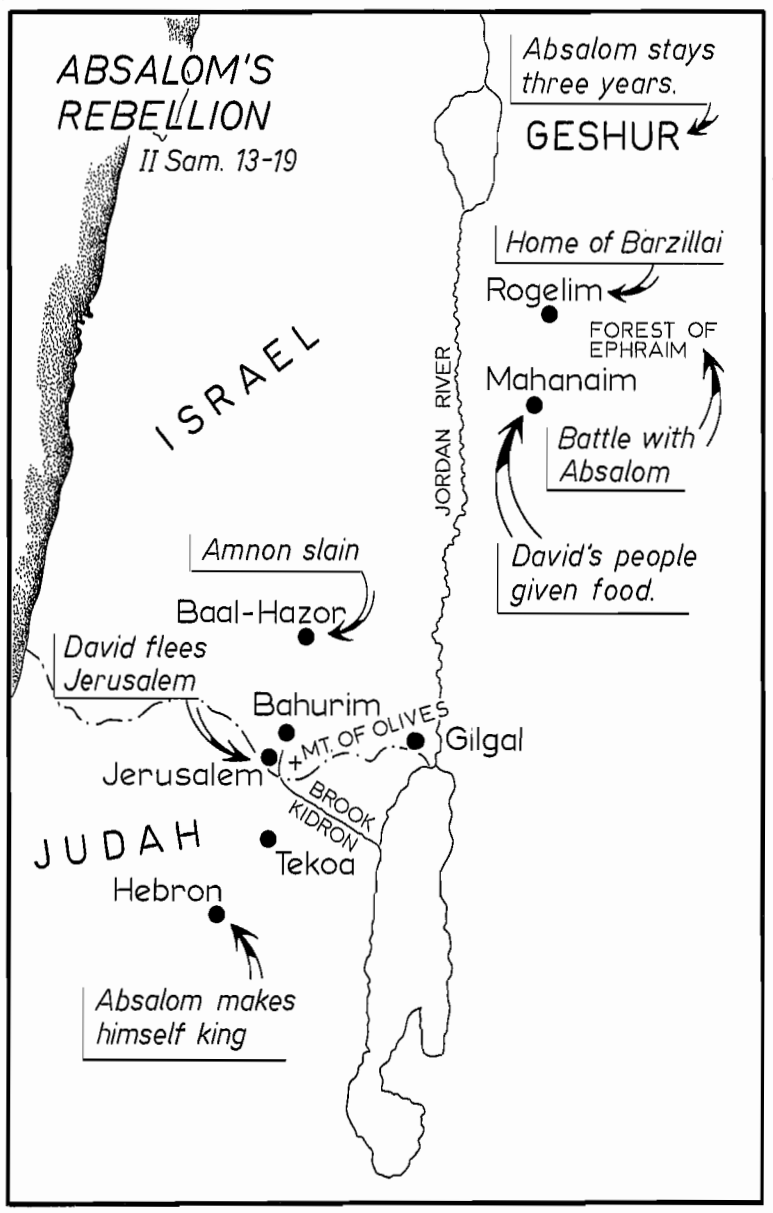 ABSALOM'S
REBELLION
II Sam. 13-19
Absalom stays
three years.
GESHUR
Home of Barzillai
Rogelim
FOREST OF
EPHRAIM
ISRAEL
JORDAN RIVER
Mahanaim
Battle with
Absalom
Amnon slain
David's people
given food.
Baal-Hazor
David flees
Jerusalem
Bahurim
MT. OF OLIVES
Gilgal
Jerusalem
BROOK
KIDRON
JUDAH
Tekoa
Hebron
Absalom makes
himself king